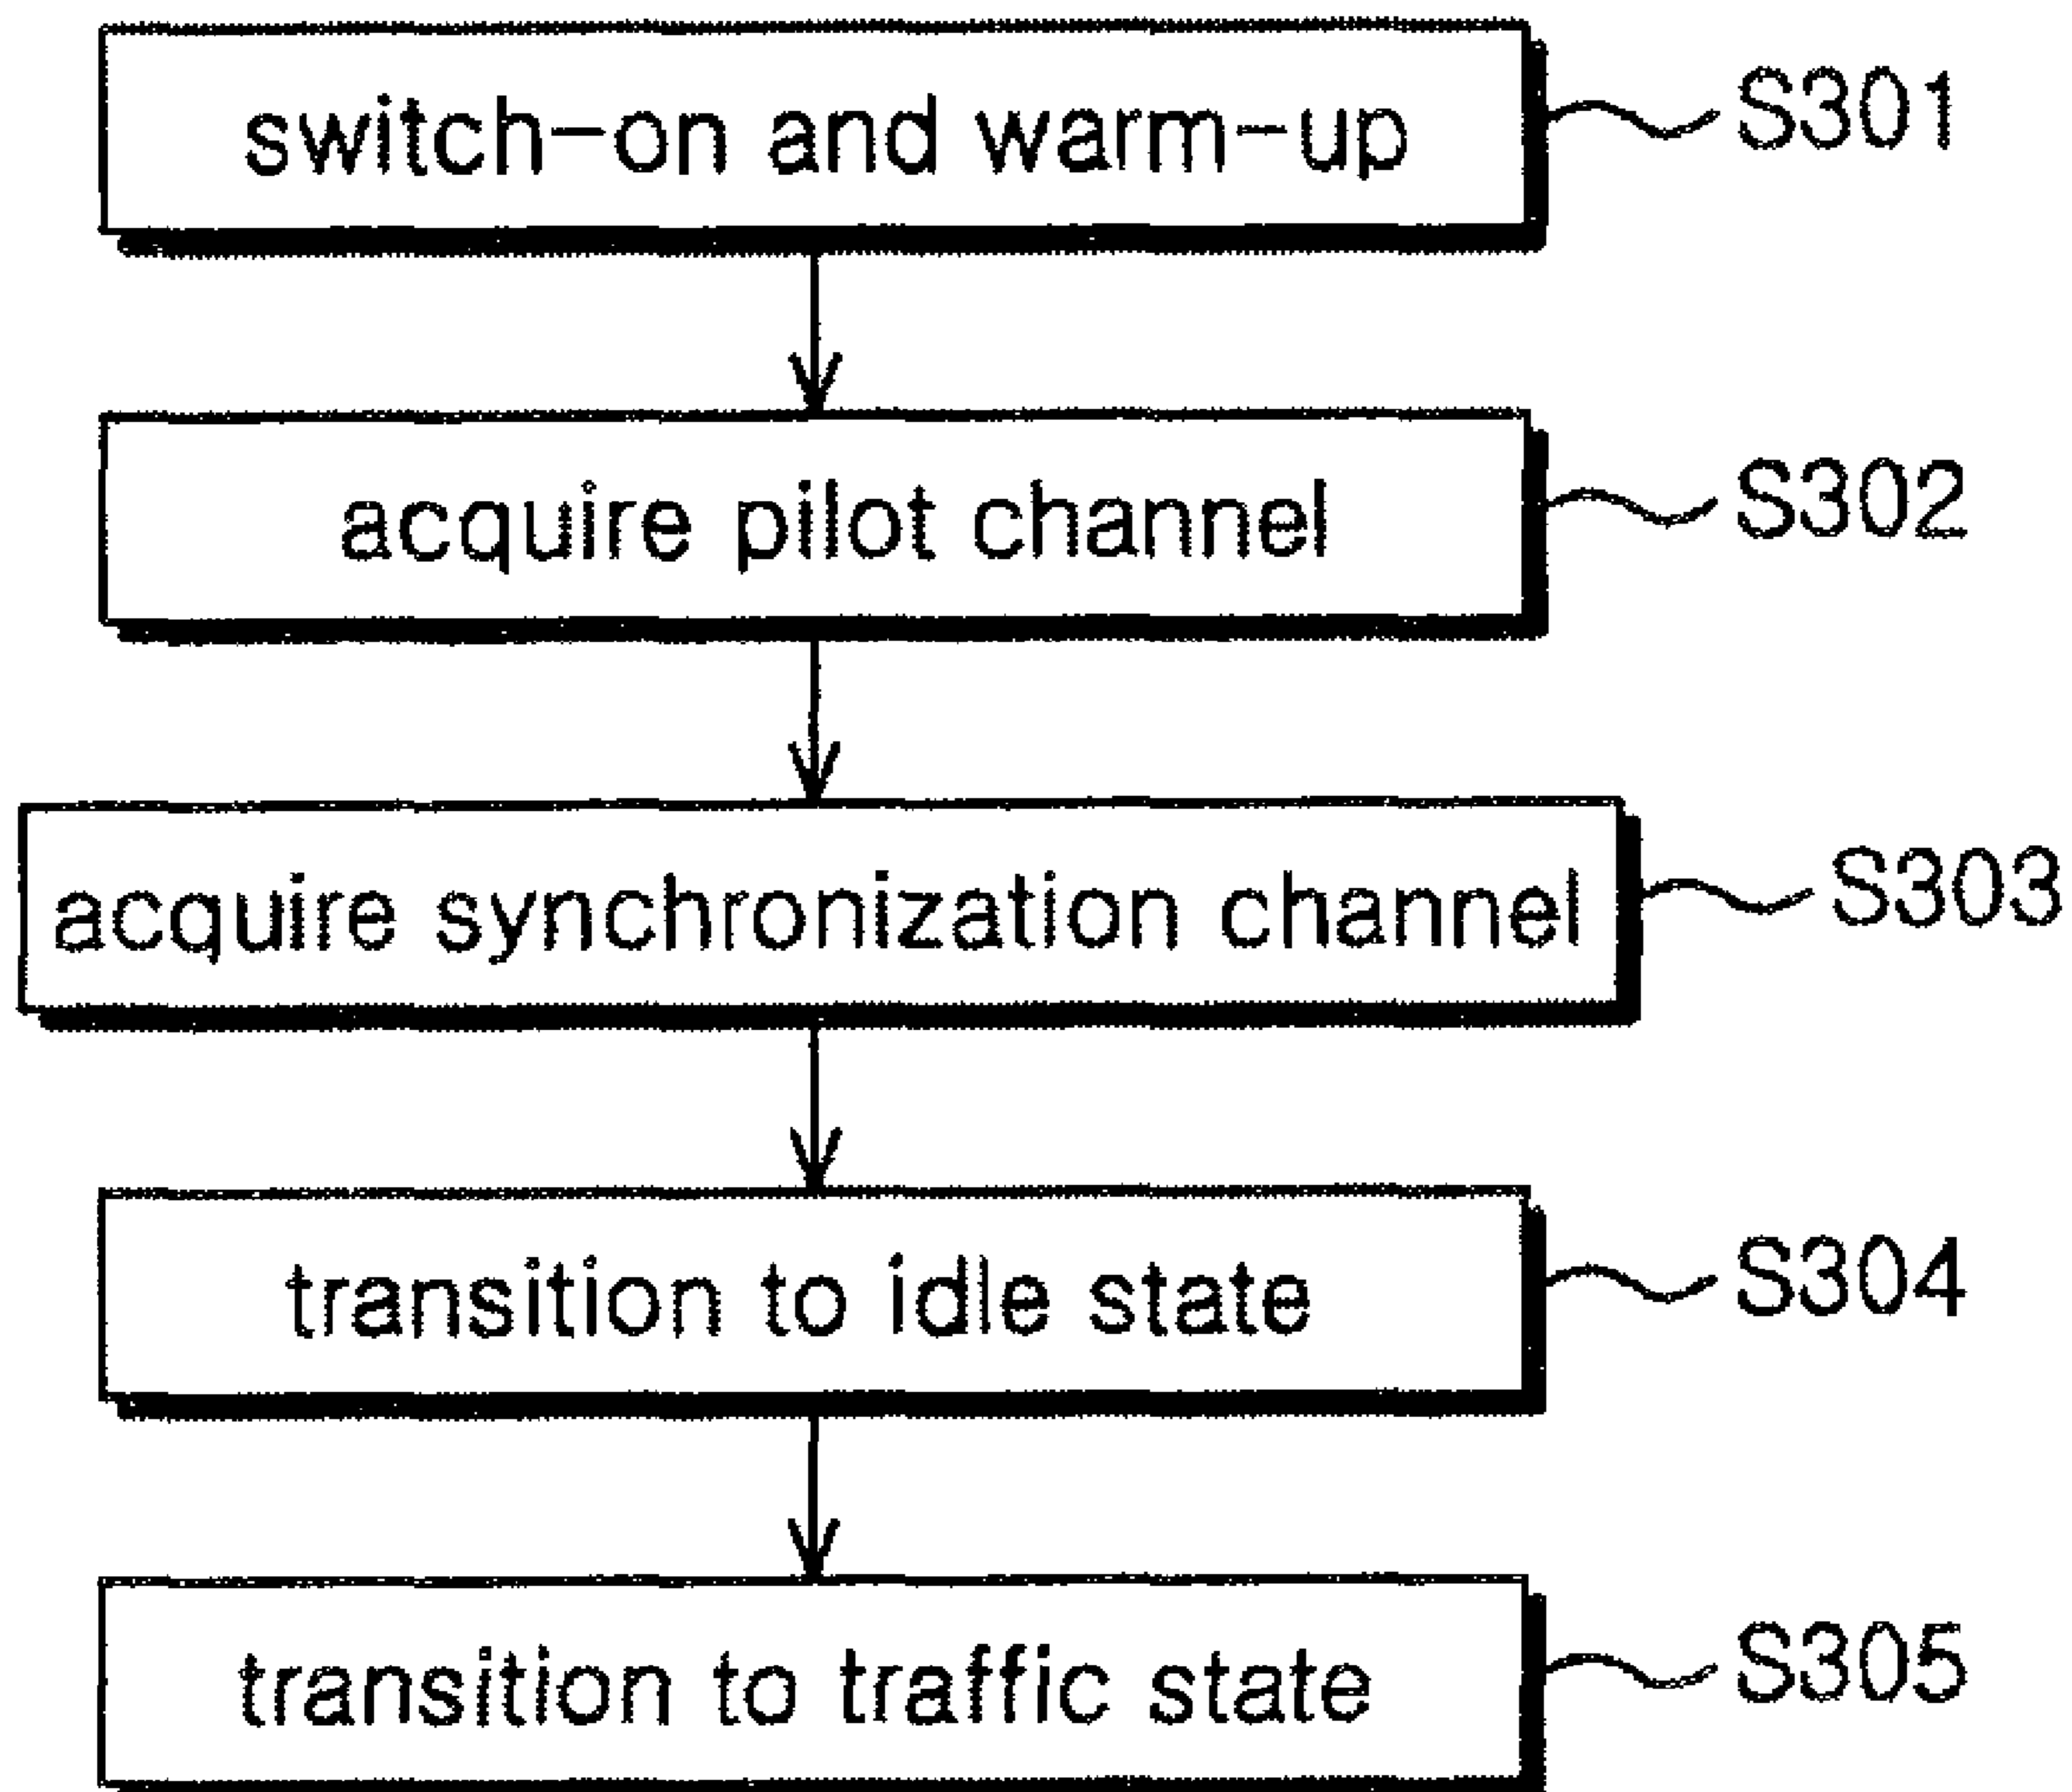 switch-on and warm-up
S301
acquire pilot channel
S302
acquire synchronization channel
S303
transition to idle state
S304
transition to traffic state
S305